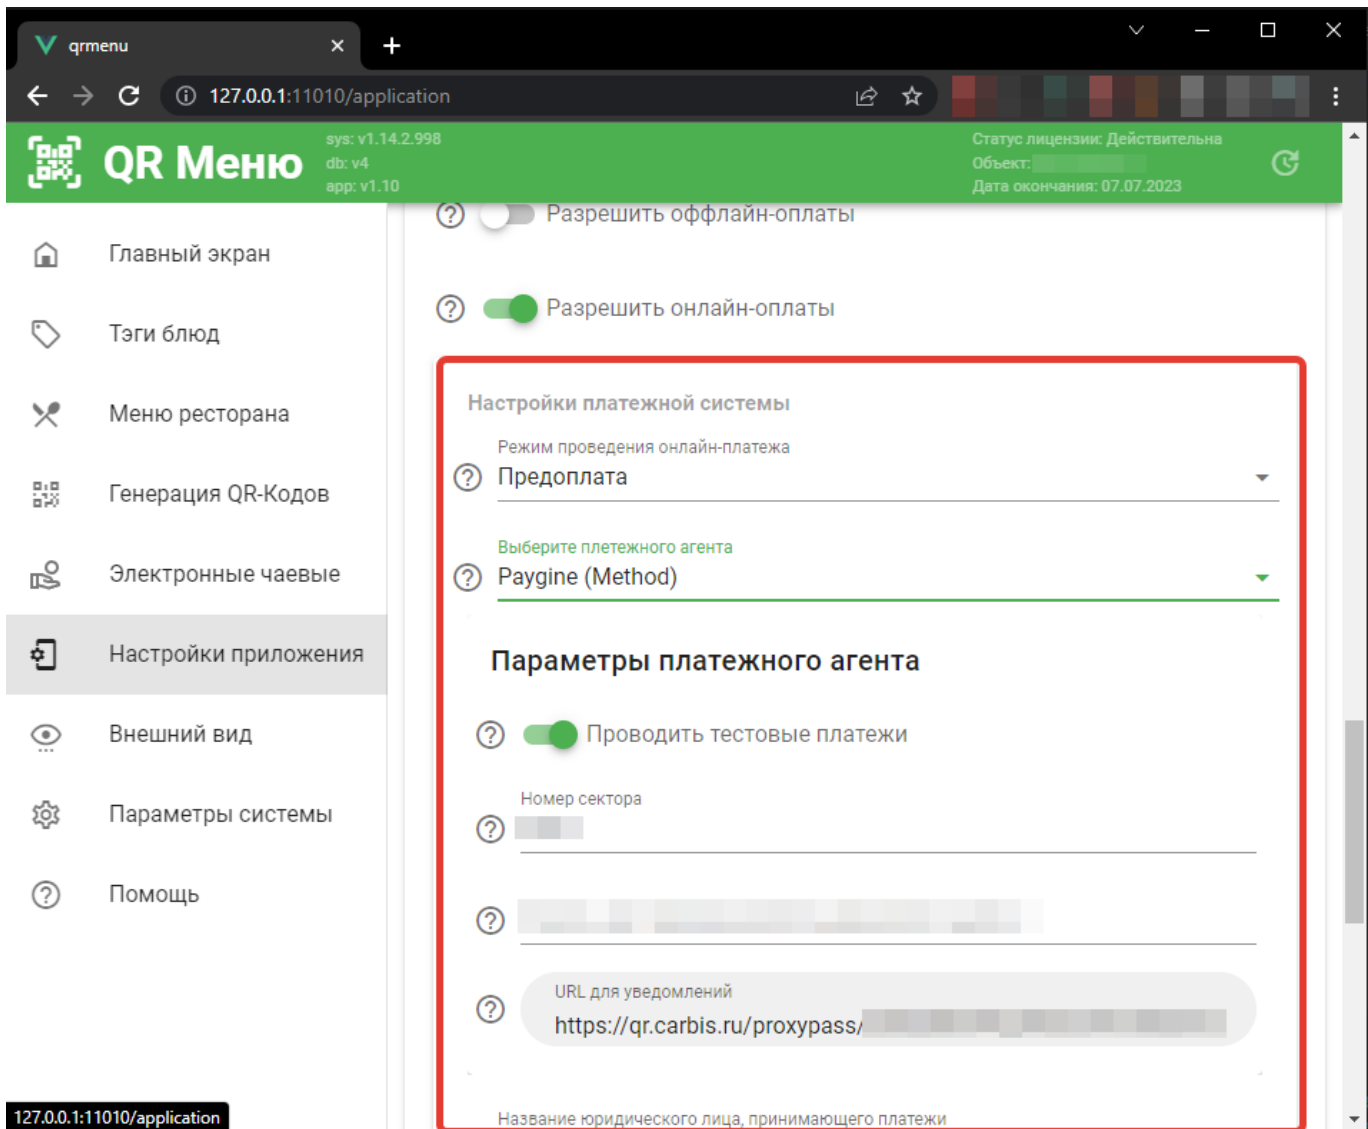 qrmenu
127.0.0.1:11010/application
QR Меню
sys: v1.14.2.998
db: v4
app: v1.10
Статус лицензии: Действительна
Объект:
Дата окончания: 07.07.2023
Главный экран
Тэги блюд
Меню ресторана
Генерация QR-Кодов
Электронные чаевые
Настройки приложения
Внешний вид
Параметры системы
Помощь
Разрешить оффлайн-оплаты
Разрешить онлайн-оплаты
Настройки платежной системы
Режим проведения онлайн-платежа
Предоплата
Выберите плетежного агента
Paygine (Method)
Параметры платежного агента
Проводить тестовые платежи
Номер сектора
URL для уведомлений
https://qr.carbis.ru/proxypass/
Название юридического лица, принимающего платежи
127.0.0.1:11010/application